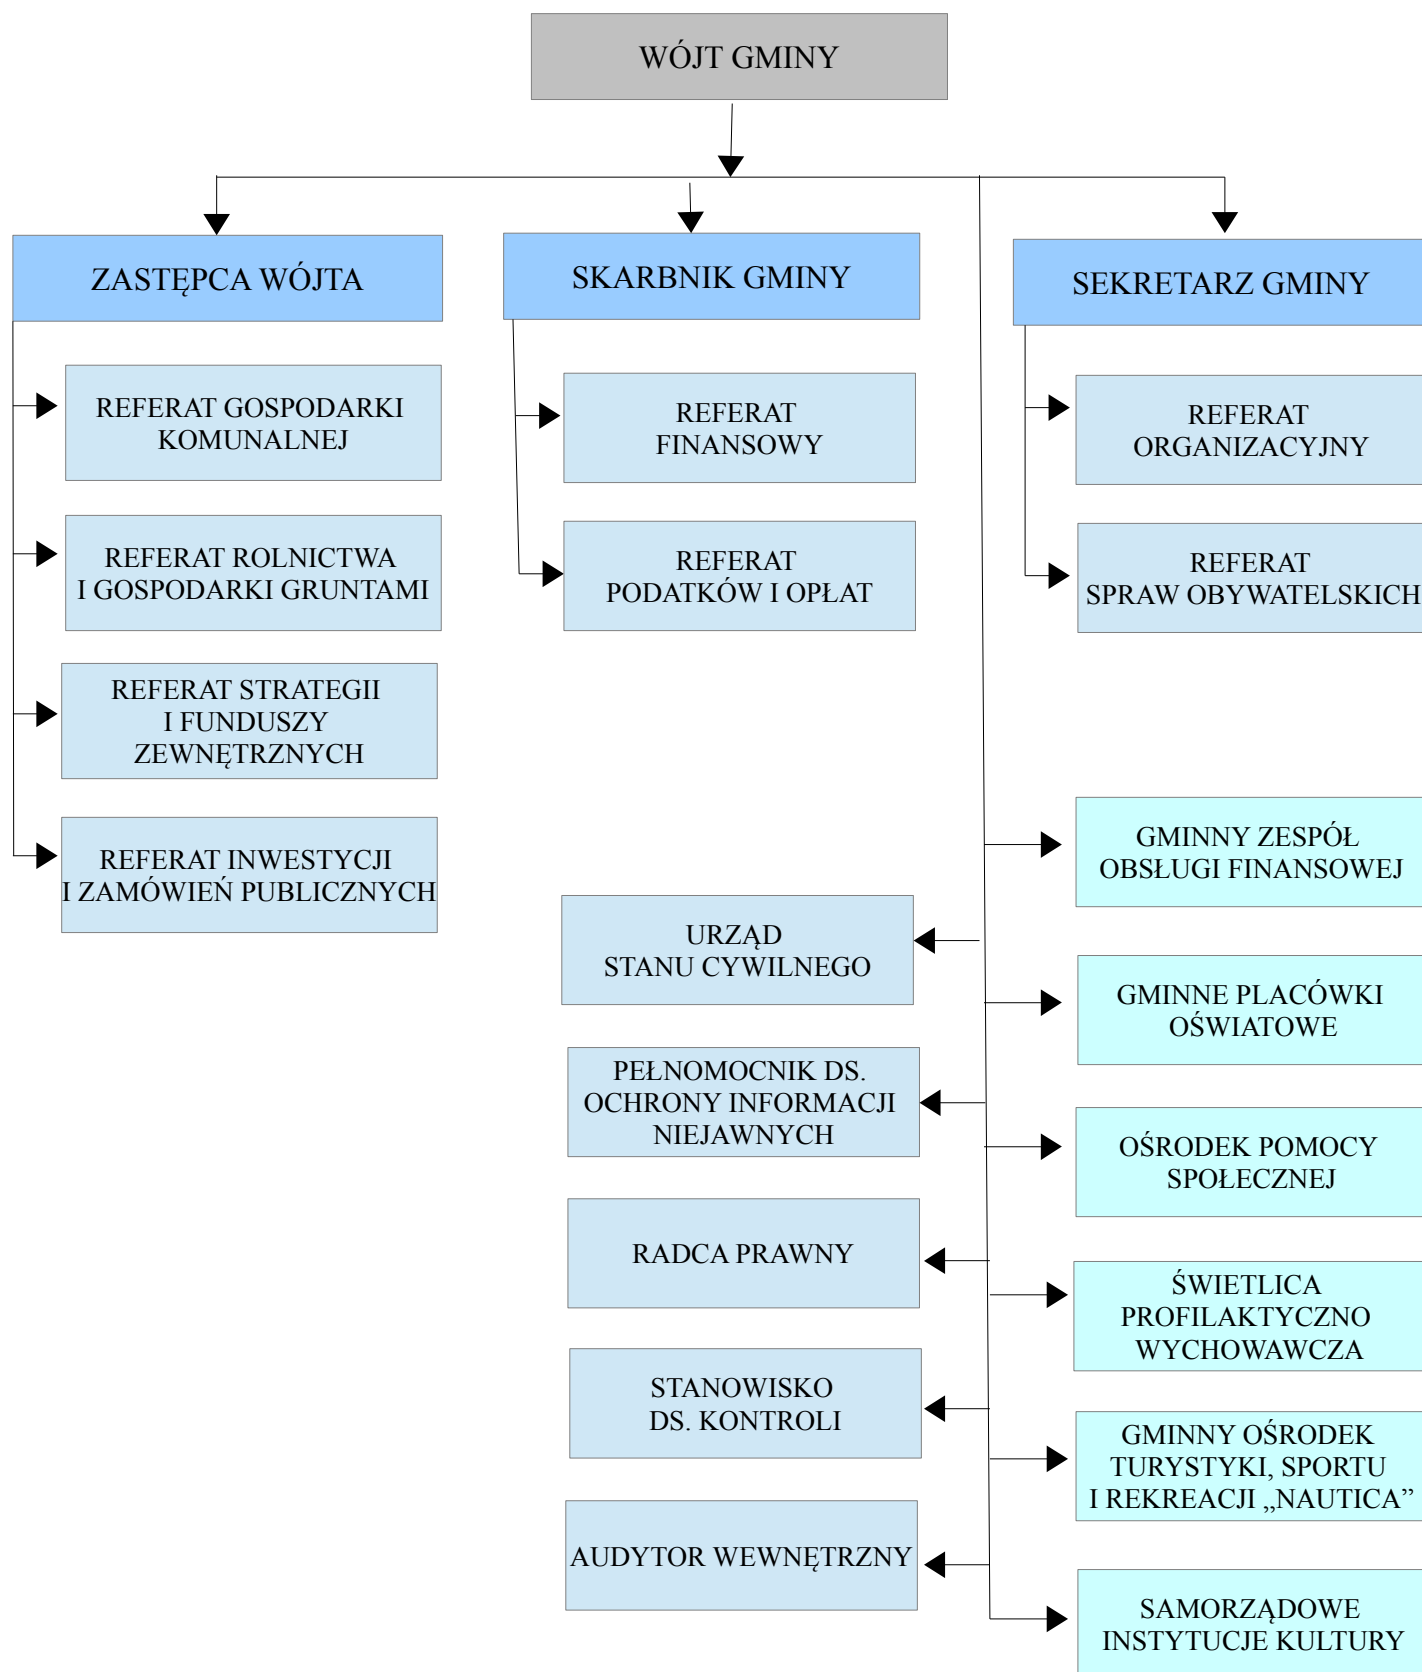 WÓJT GMINY
ZASTĘPCA WÓJTA
SKARBNIK GMINY
SEKRETARZ GMINY
REFERAT GOSPODARKI
KOMUNALNEJ
REFERAT ROLNICTWA
I GOSPODARKI GRUNTAMI
REFERAT STRATEGII
I FUNDUSZY
ZEWNĘTRZNYCH
REFERAT INWESTYCJI
I ZAMÓWIEŃ PUBLICZNYCH
REFERAT
FINANSOWY
REFERAT
PODATKÓW I OPŁAT
REFERAT
ORGANIZACYJNY
REFERAT
SPRAW OBYWATELSKICH
URZĄD
STANU CYWILNEGO
PEŁNOMOCNIK DS.
OCHRONY INFORMACJI
NIEJAWNYCH
RADCA PRAWNY
STANOWISKO
DS. KONTROLI
AUDYTOR WEWNĘTRZNY
GMINNY ZESPÓŁ
OBSŁUGI FINANSOWEJ
GMINNE PLACÓWKI
OŚWIATOWE
OŚRODEK POMOCY
SPOŁECZNEJ
ŚWIETLICA
PROFILAKTYCZNO
WYCHOWAWCZA
GMINNY OŚRODEK
TURYSTYKI, SPORTU
I REKREACJI „NAUTICA”
SAMORZĄDOWE
INSTYTUCJE KULTURY